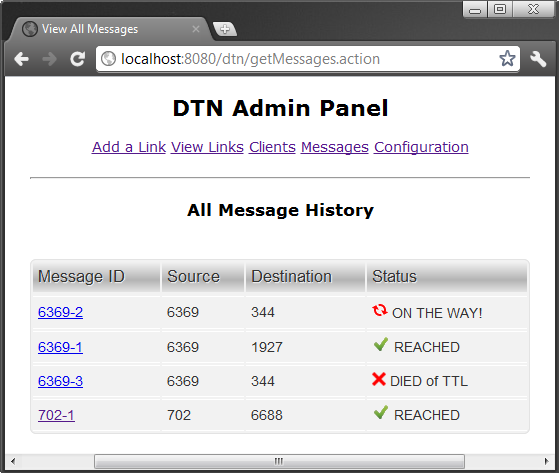 View All Messages
localhost:8080/dtn/getMessages.action
DTN Admin Panel
Add a Link View Links Clients Messages Configuration
All Message History
Message ID Source Destination Status
6369-2 6369 344 ON THE WAY!
6369-1 6369 1927 REACHED
6369-3 6369 344 DIED of TTL
702-1 702 6688 REACHED